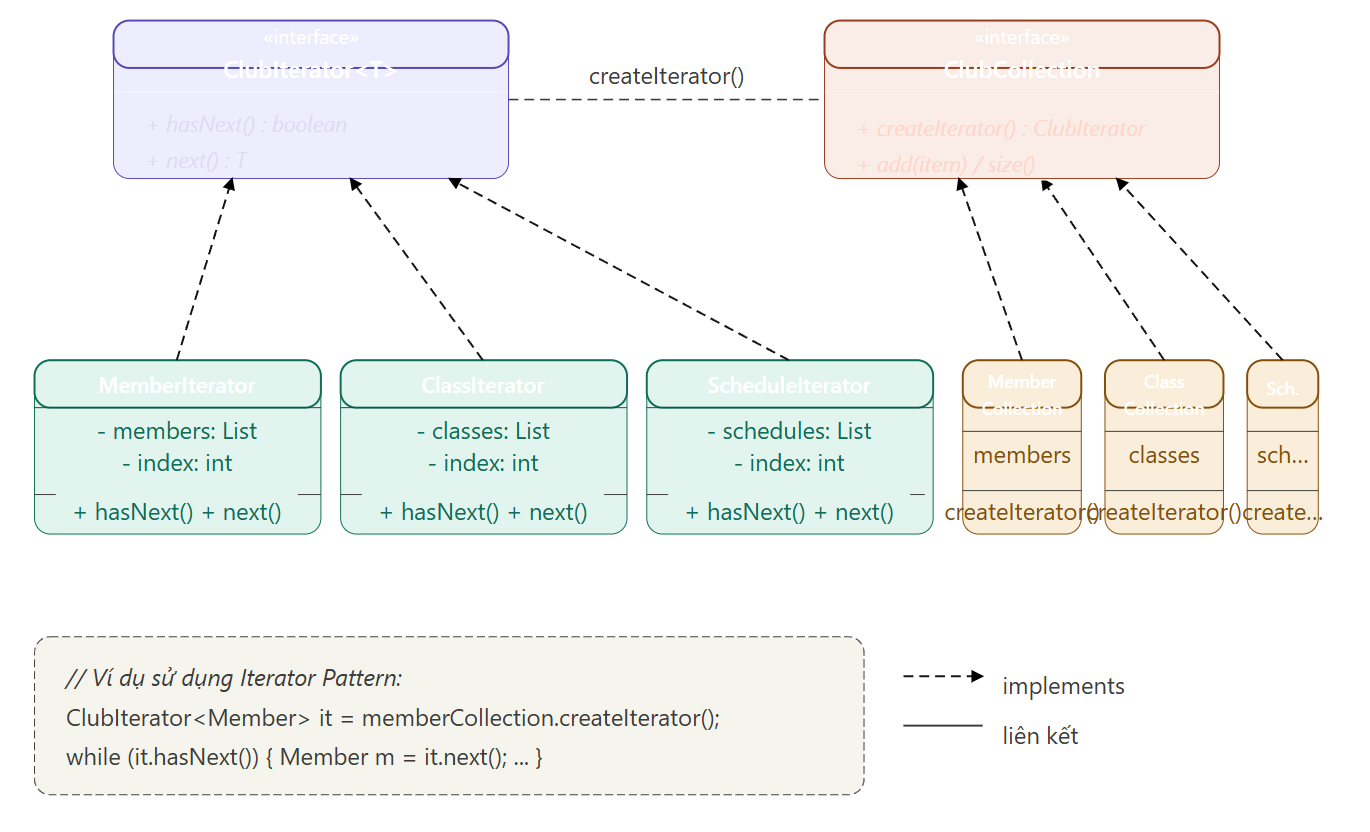 «interface»
ClubIterator<T>
+ hasNext() : boolean
+ next() : T
createIterator()
«interface»
ClubCollection
+ createIterator() : ClubIterator
+ add(item) / size()
MemberIterator
- members: List
- index: int
+ hasNext() + next()
ClassIterator
- classes: List
- index: int
+ hasNext() + next()
ScheduleIterator
- schedules: List
- index: int
+ hasNext() + next()
Member
Collection
members
createIterator()
Class
Collection
classes
createIterator()
Sch.
sch...
create...
// Ví dụ sử dụng Iterator Pattern:
ClubIterator<Member> it = memberCollection.createIterator();
while (it.hasNext()) { Member m = it.next(); ... }
implements
liên kết